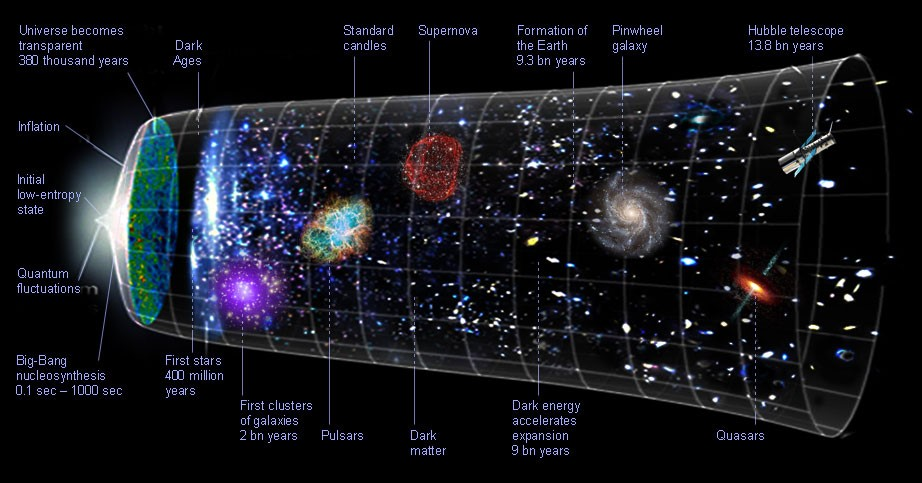 Universe becomes
transparent
380 thousand years
Dark
Ages
Standard
candles
Supernova
Formation of
the Earth
9.3 bn years
Pinwheel
galaxy
Hubble telescope
13.8 bn years
Inflation
Initial
low-entropy
state
Quantum
fluctuations
Big-Bang
nucleosynthesis
0.1 sec – 1000 sec
First stars
400 million
years
First clusters
of galaxies
2 bn years
Pulsars
Dark
matter
Dark energy
accelerates
expansion
9 bn years
Quasars